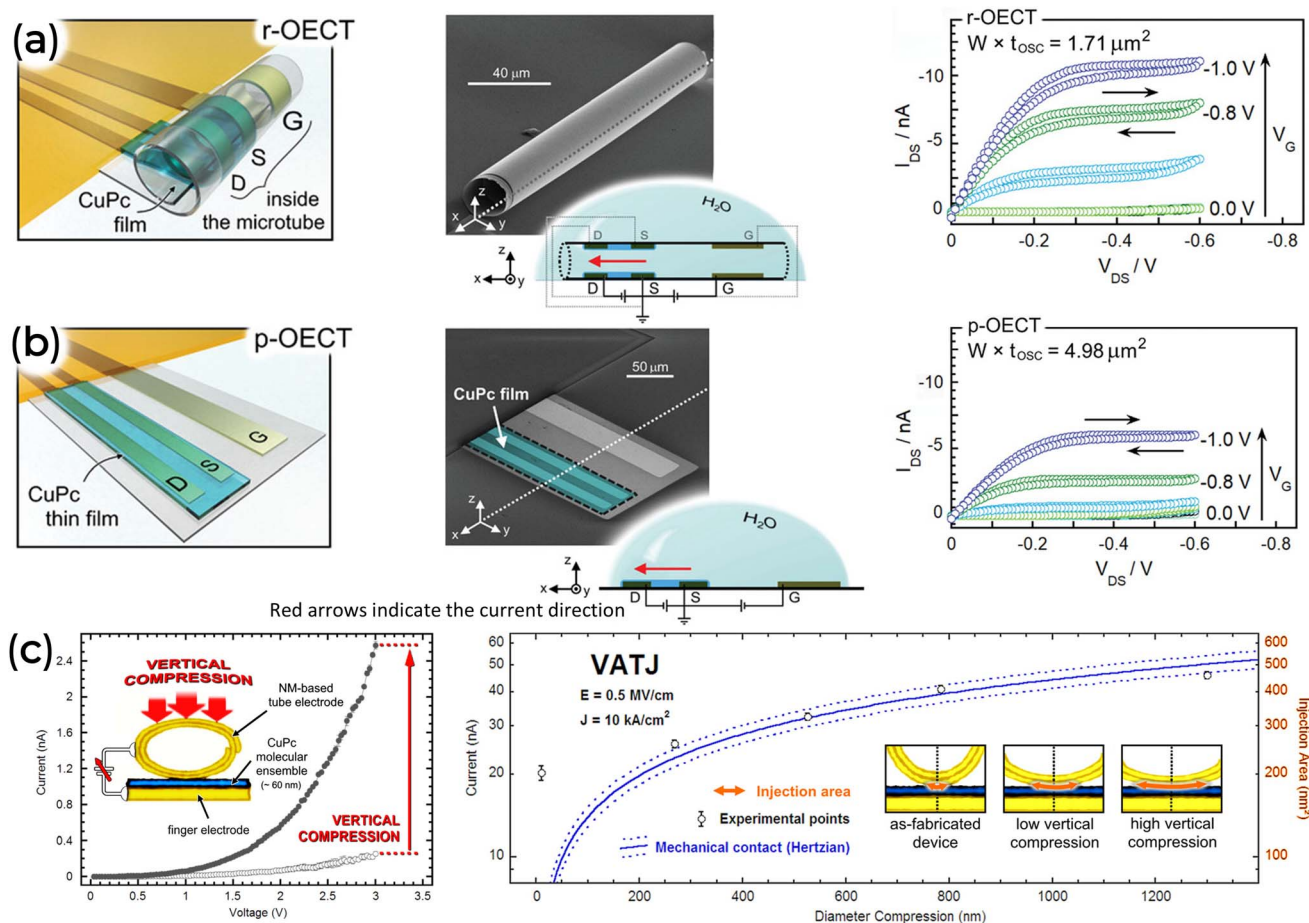 (a)
r-OECT
G
S
D
CuPc
film
inside
the microtube
40 μm
z
x
y
H₂O
D
S
G
z
x
y
D
S
G
r-OECT
W × tOSC = 1.71 μm²
-10
-5
0
IDS / nA
-1.0 V
-0.8 V
0.0 V
VG
0
-0.2
-0.4
-0.6
-0.8
VDS / V
(b)
p-OECT
G
S
D
CuPc
thin film
50 μm
CuPc film
z
x
y
H₂O
z
x
y
D
S
G
p-OECT
W × tOSC = 4.98 μm²
-10
-5
0
IDS / nA
-1.0 V
-0.8 V
0.0 V
VG
0
-0.2
-0.4
-0.6
-0.8
VDS / V
Red arrows indicate the current direction
(c)
2.4
2.0
1.6
1.2
0.8
0.4
0
Current (nA)
VERTICAL
COMPRESSION
NM-based
tube electrode
CuPc
molecular
ensemble
(~ 60 nm)
finger electrode
VERTICAL
COMPRESSION
0
0.5
1.0
1.5
2.0
2.5
3.0
3.5
Voltage (V)
60
50
40
30
20
10
Current (nA)
VATJ
E = 0.5 MV/cm
J = 10 kA/cm²
Injection area
Experimental points
Mechanical contact (Hertzian)
as-fabricated
device
low vertical
compression
high vertical
compression
600
500
400
300
200
100
Injection Area (nm²)
0
200
400
600
800
1000
1200
Diameter Compression (nm)